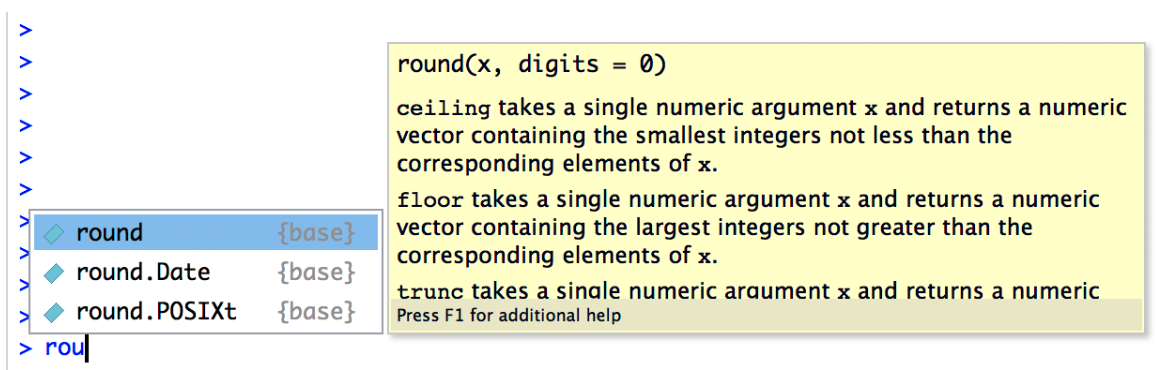 >
>
>
>
>
>
>
>
>
>
> rou
round {base}
round.Date {base}
round.POSIXt {base}
round(x, digits = 0)
ceiling takes a single numeric argument x and returns a numeric
vector containing the smallest integers not less than the
corresponding elements of x.
floor takes a single numeric argument x and returns a numeric
vector containing the largest integers not greater than the
corresponding elements of x.
trunc takes a single numeric argument x and returns a numeric
Press F1 for additional help